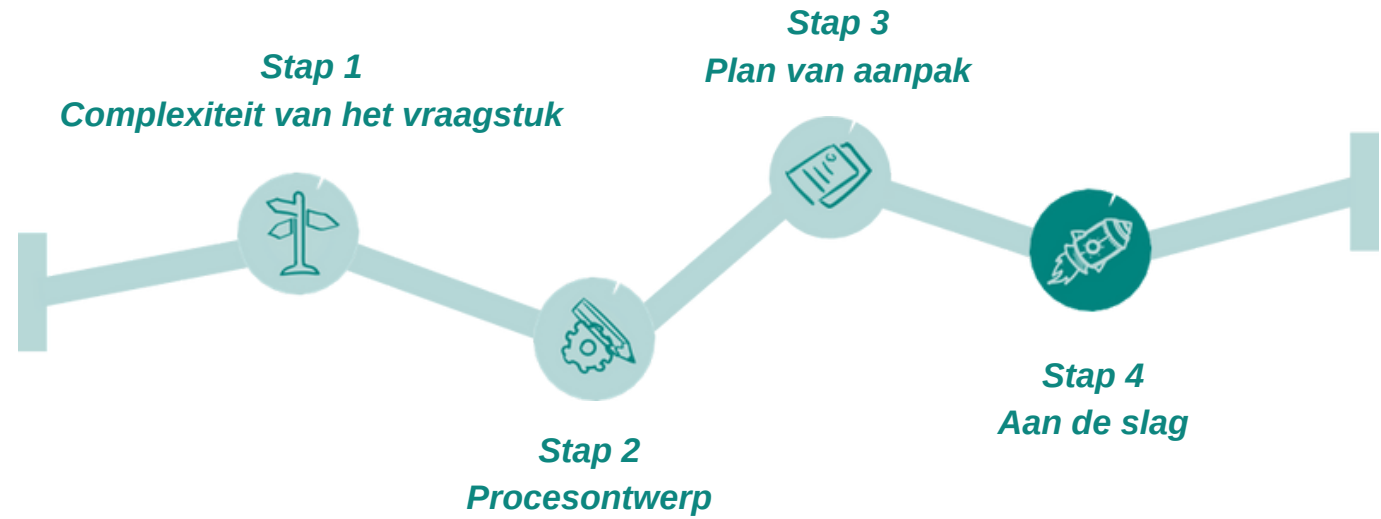 Stap 1
Complexiteit van het vraagstuk
Stap 2
Procesontwerp
Stap 3
Plan van aanpak
Stap 4
Aan de slag